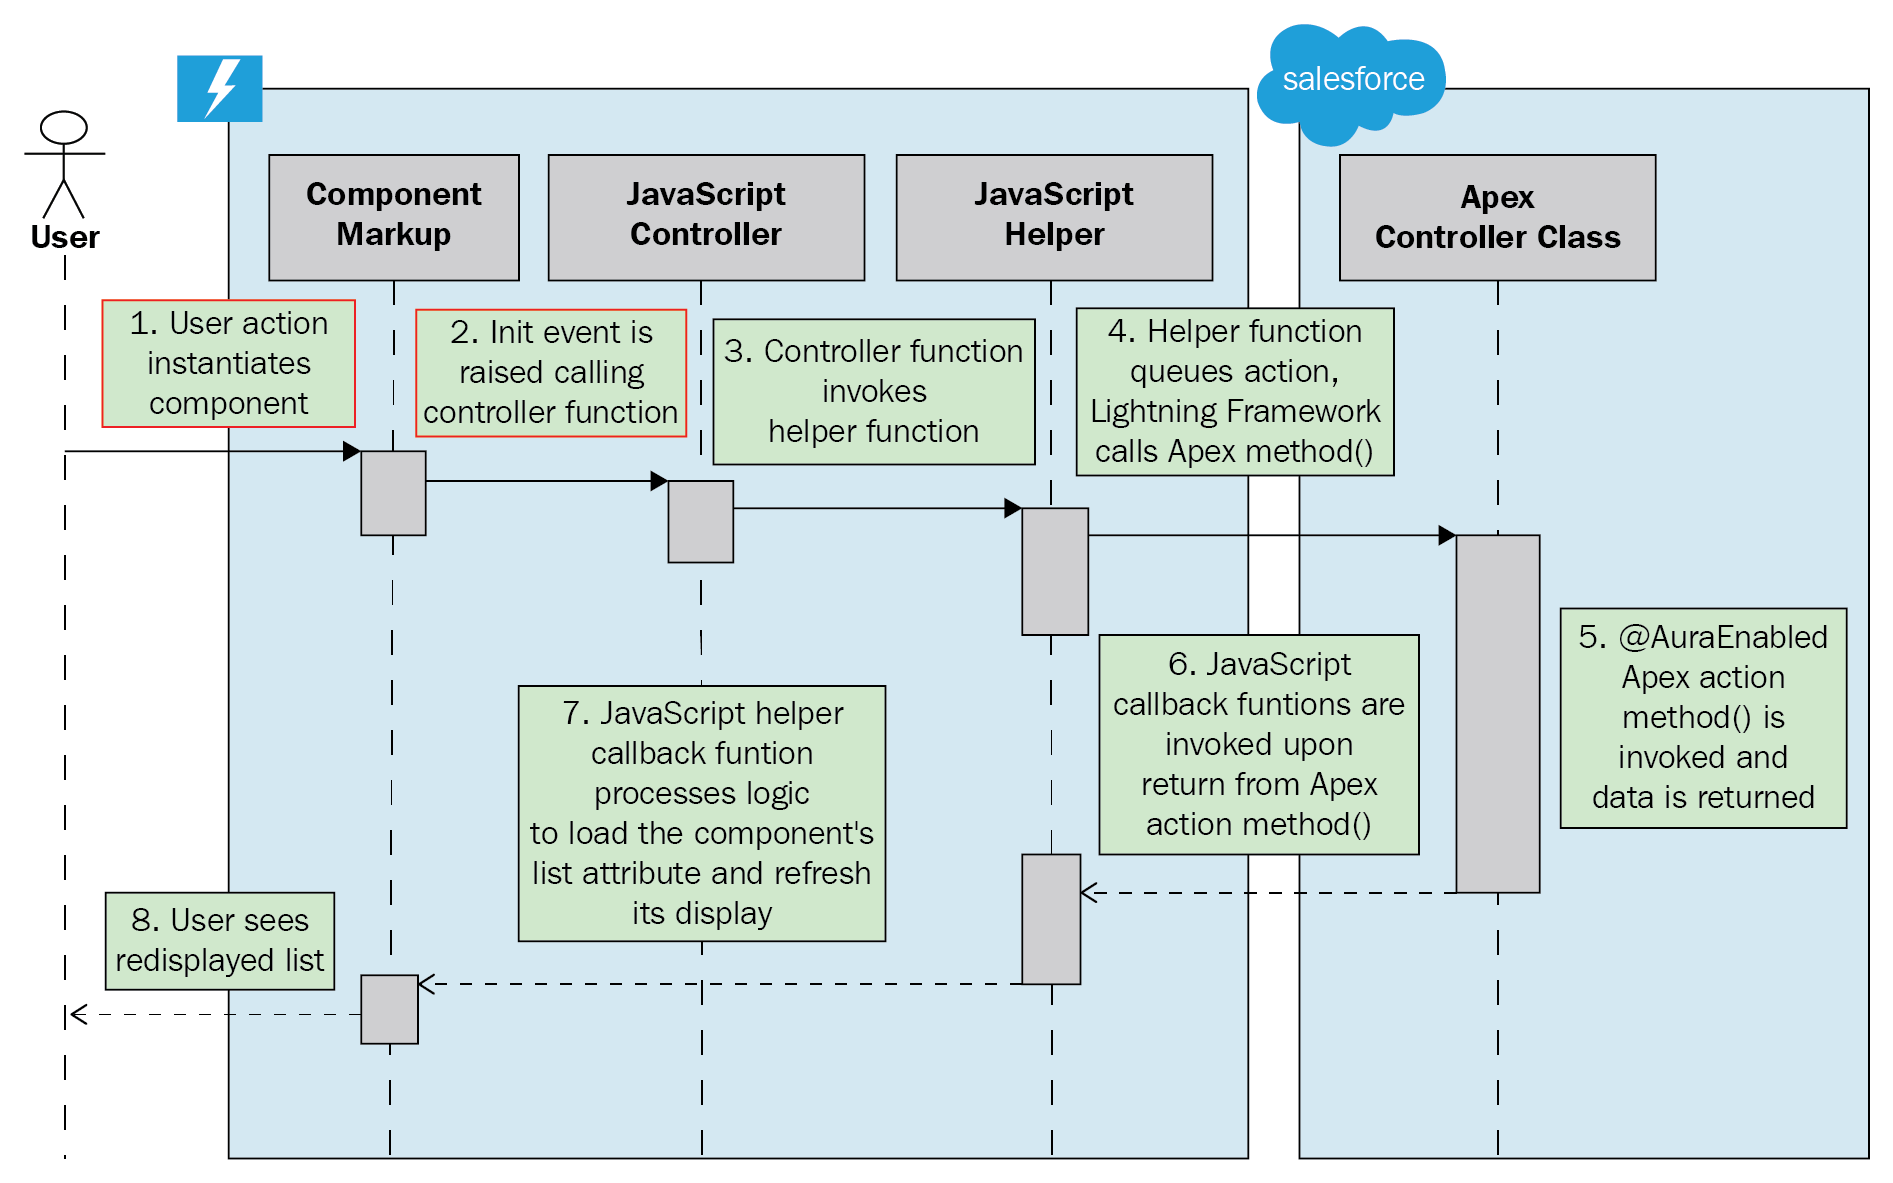 salesforce
User
Component
Markup
JavaScript
Controller
JavaScript
Helper
Apex
Controller Class
1. User action
instantiates
component
2. Init event is
raised calling
controller function
3. Controller function
invokes
helper function
4. Helper function
queues action,
Lightning Framework
calls Apex method()
5. @AuraEnabled
Apex action
method() is
invoked and
data is returned
6. JavaScript
callback funtions are
invoked upon
return from Apex
action method()
7. JavaScript helper
callback funtion
processes logic
to load the component's
list attribute and refresh
its display
8. User sees
redisplayed list